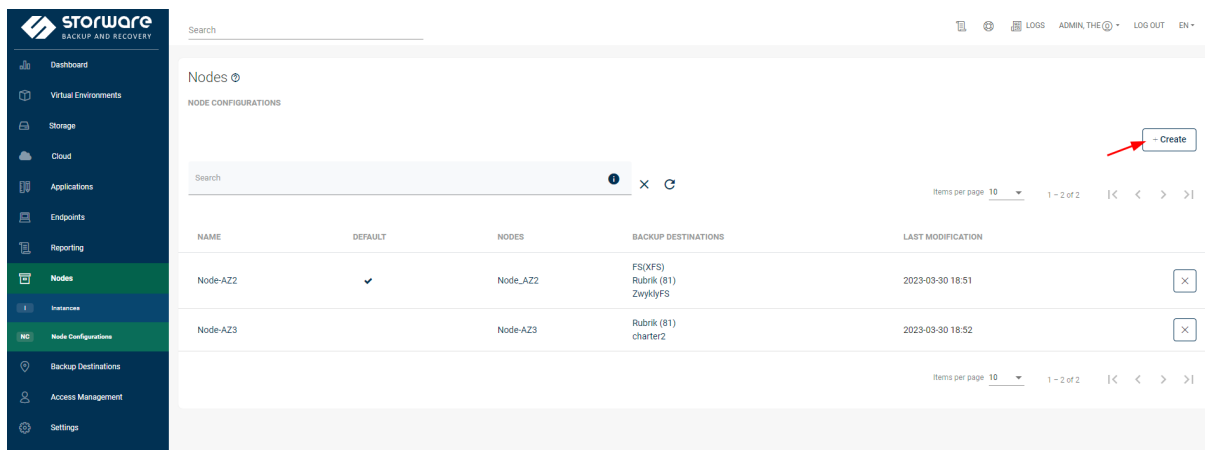 STORWARE
BACKUP AND RECOVERY
Search
LOGS ADMIN, THE LOG OUT EN
Dashboard
Virtual Environments
Storage
Cloud
Applications
Endpoints
Reporting
Nodes
I Instances
NC Node Configurations
Backup Destinations
Access Management
Settings
Nodes
NODE CONFIGURATIONS
+ Create
Search
Items per page 10 1 – 2 of 2
NAME DEFAULT NODES BACKUP DESTINATIONS LAST MODIFICATION
Node-AZ2 Node_AZ2 FS(XFS) 2023-03-30 18:51
Rubrik (81)
ZwyklyFS
Node-AZ3 Node-AZ3 Rubrik (81) 2023-03-30 18:52
charter2
Items per page 10 1 – 2 of 2